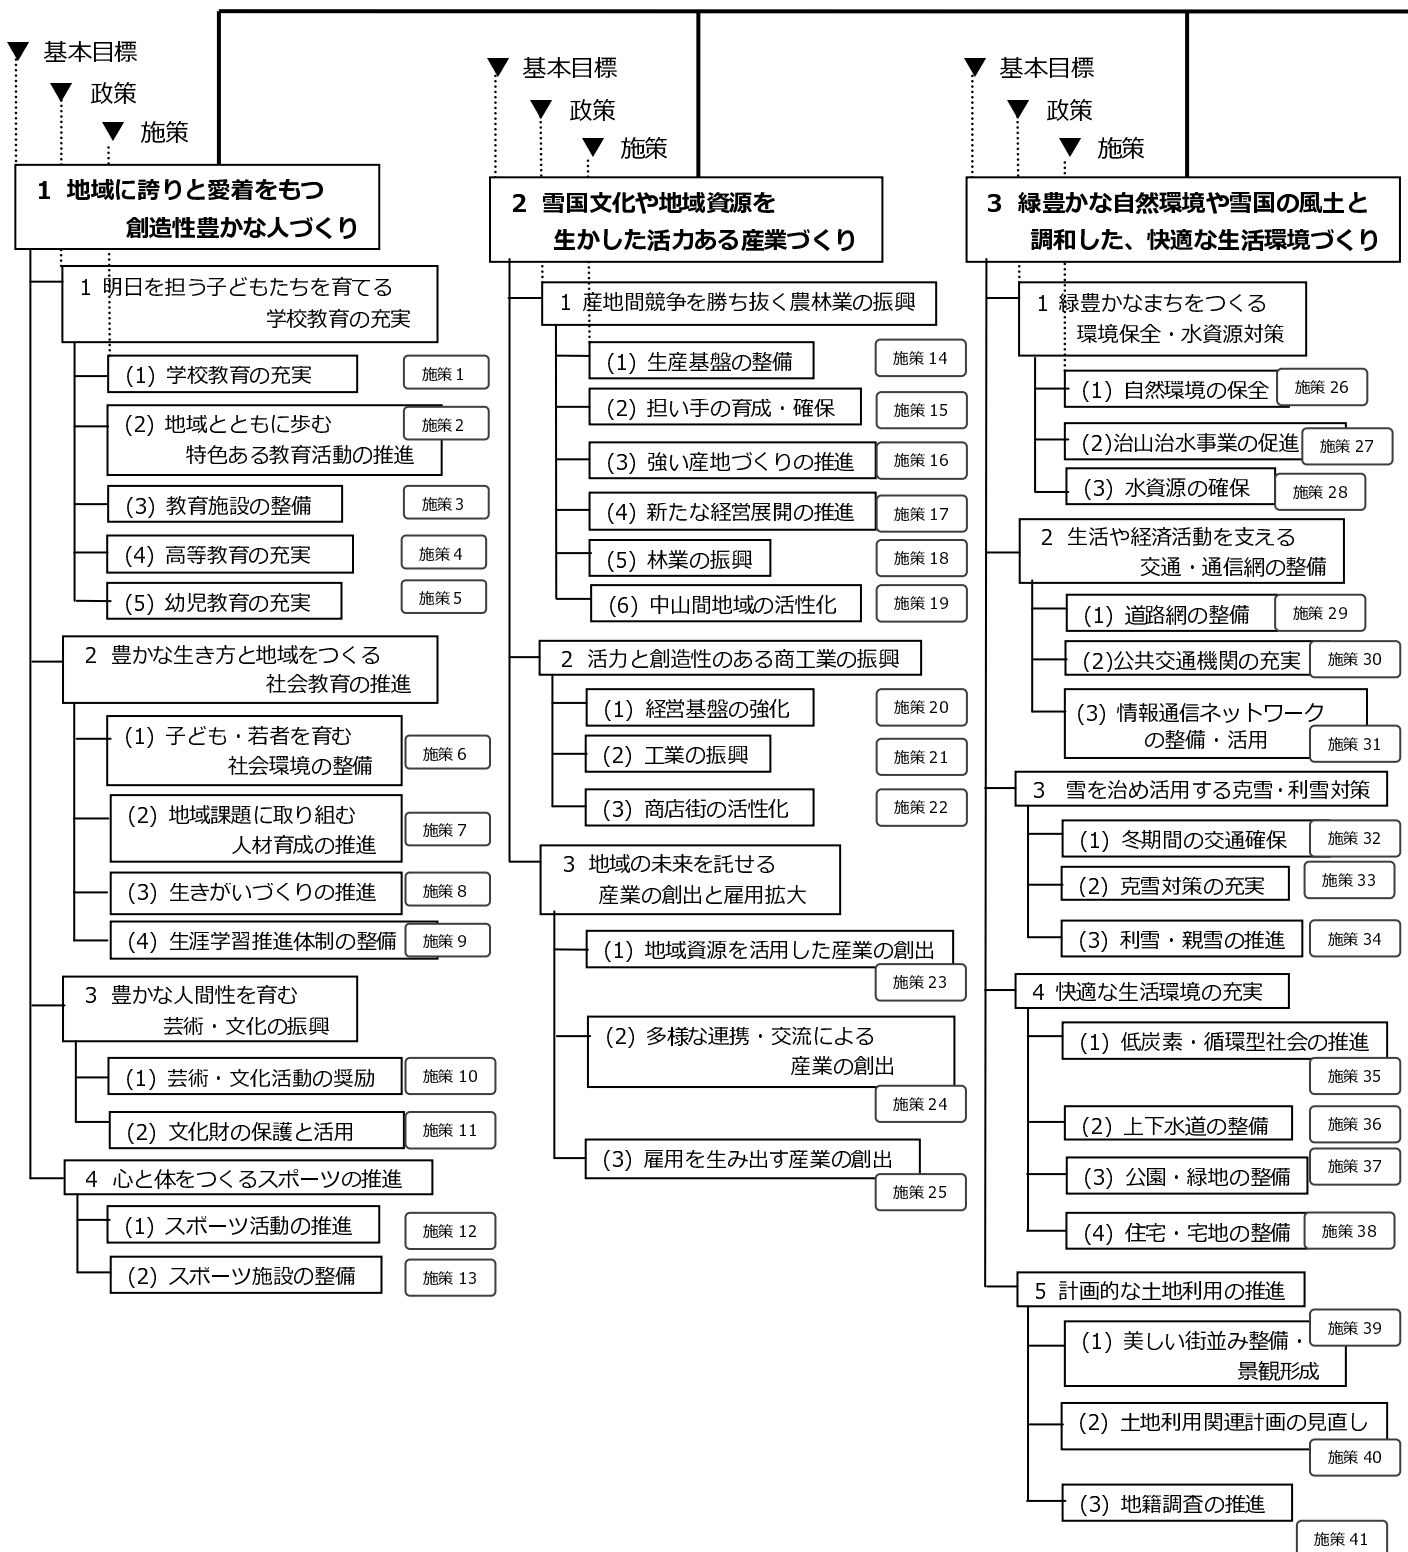 ▼ 基本目標
▼ 政策
▼ 施策
1 地域に誇りと愛着をもつ
創造性豊かな人づくり
1 明日を担う子どもたちを育てる
学校教育の充実
(1) 学校教育の充実
施策 1
(2) 地域とともに歩む
特色ある教育活動の推進
施策 2
(3) 教育施設の整備
施策 3
(4) 高等教育の充実
施策 4
(5) 幼児教育の充実
施策 5
2 豊かな生き方と地域をつくる
社会教育の推進
(1) 子ども・若者を育む
社会環境の整備
施策 6
(2) 地域課題に取り組む
人材育成の推進
施策 7
(3) 生きがいづくりの推進
施策 8
(4) 生涯学習推進体制の整備
施策 9
3 豊かな人間性を育む
芸術・文化の振興
(1) 芸術・文化活動の奨励
施策 10
(2) 文化財の保護と活用
施策 11
4 心と体をつくるスポーツの推進
(1) スポーツ活動の推進
施策 12
(2) スポーツ施設の整備
施策 13
▼ 基本目標
▼ 政策
▼ 施策
2 雪国文化や地域資源を
生かした活力ある産業づくり
1 産地間競争を勝ち抜く農林業の振興
(1) 生産基盤の整備
施策 14
(2) 担い手の育成・確保
施策 15
(3) 強い産地づくりの推進
施策 16
(4) 新たな経営展開の推進
施策 17
(5) 林業の振興
施策 18
(6) 中山間地域の活性化
施策 19
2 活力と創造性のある商工業の振興
(1) 経営基盤の強化
施策 20
(2) 工業の振興
施策 21
(3) 商店街の活性化
施策 22
3 地域の未来を託せる
産業の創出と雇用拡大
(1) 地域資源を活用した産業の創出
施策 23
(2) 多様な連携・交流による
産業の創出
施策 24
(3) 雇用を生み出す産業の創出
施策 25
▼ 基本目標
▼ 政策
▼ 施策
3 緑豊かな自然環境や雪国の風土と
調和した、快適な生活環境づくり
1 緑豊かなまちをつくる
環境保全・水資源対策
(1) 自然環境の保全
施策 26
(2)治山治水事業の促進
施策 27
(3) 水資源の確保
施策 28
2 生活や経済活動を支える
交通・通信網の整備
(1) 道路網の整備
施策 29
(2)公共交通機関の充実
施策 30
(3) 情報通信ネットワーク
の整備・活用
施策 31
3 雪を治め活用する克雪・利雪対策
(1) 冬期間の交通確保
施策 32
(2) 克雪対策の充実
施策 33
(3) 利雪・親雪の推進
施策 34
4 快適な生活環境の充実
(1) 低炭素・循環型社会の推進
施策 35
(2) 上下水道の整備
施策 36
(3) 公園・緑地の整備
施策 37
(4) 住宅・宅地の整備
施策 38
5 計画的な土地利用の推進
(1) 美しい街並み整備・
景観形成
施策 39
(2) 土地利用関連計画の見直し
施策 40
(3) 地籍調査の推進
施策 41